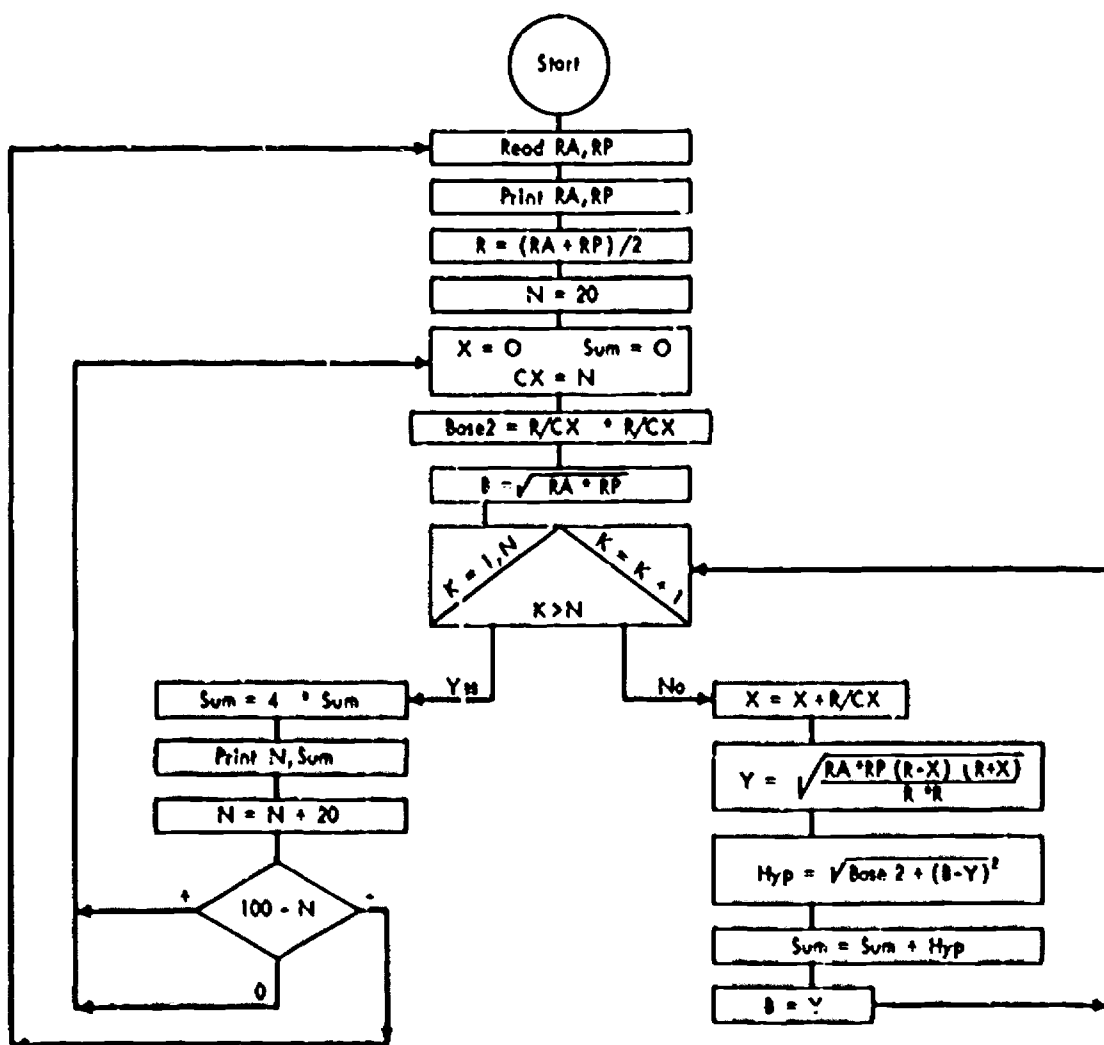 Start
Read RA, RP
Print RA, RP
R = (RA + RP)/2
N = 20
X = O Sum = O
CX = N
Base2 = R/CX * R/CX
B = √RA * RP
K = 1, N
K = K + 1
K > N
Yes
No
Sum = 4 * Sum
Print N, Sum
N = N + 20
100 - N
+
-
0
X = X + R/CX
Y = √RA * RP (R-X) (R+X)
R * R
Hyp = √Base 2 + (B-Y)²
Sum = Sum + Hyp
B = Y